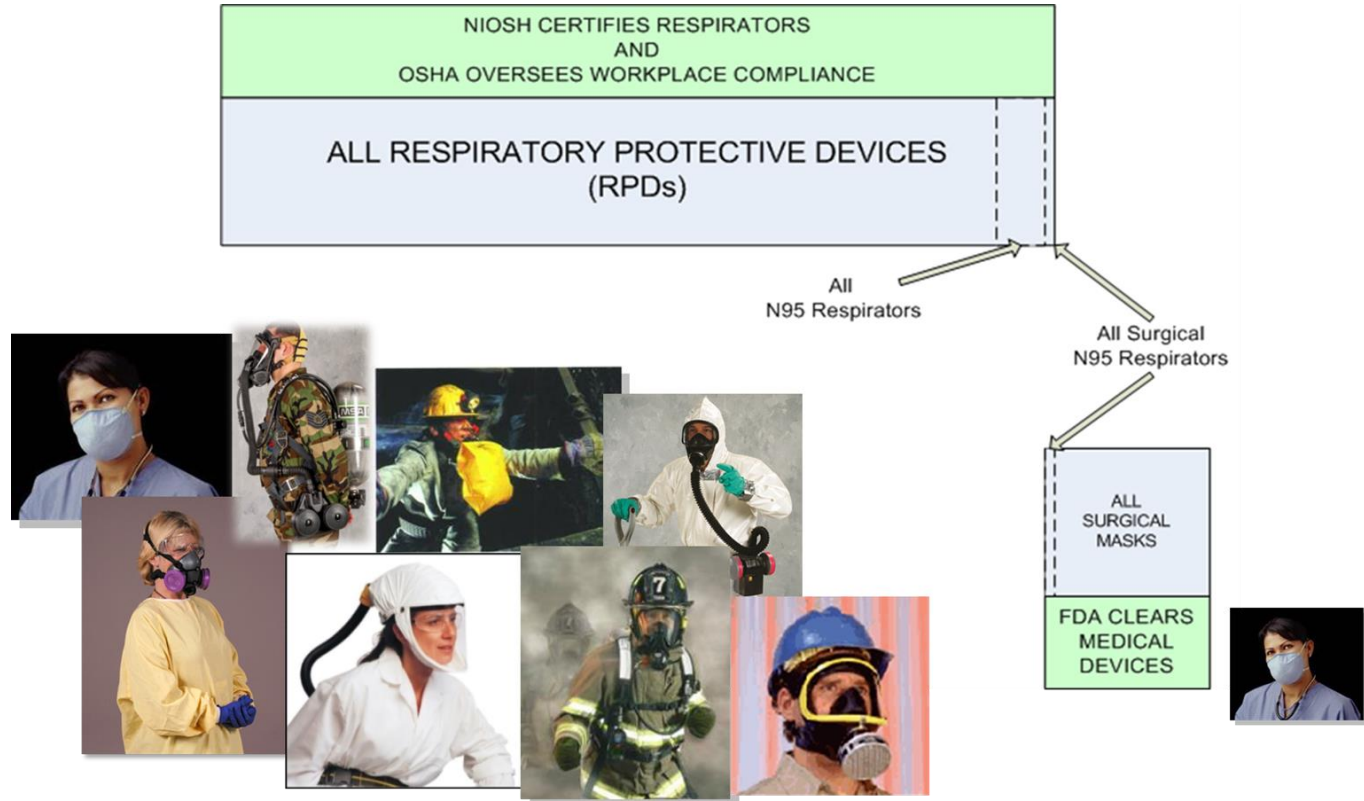 NIOSH CERTIFIES RESPIRATORS
AND
OSHA OVERSEES WORKPLACE COMPLIANCE
ALL RESPIRATORY PROTECTIVE DEVICES
(RPDs)
All
N95 Respirators
All Surgical
N95 Respirators
MSA
ALL
SURGICAL
MASKS
7
FDA CLEARS
MEDICAL
DEVICES